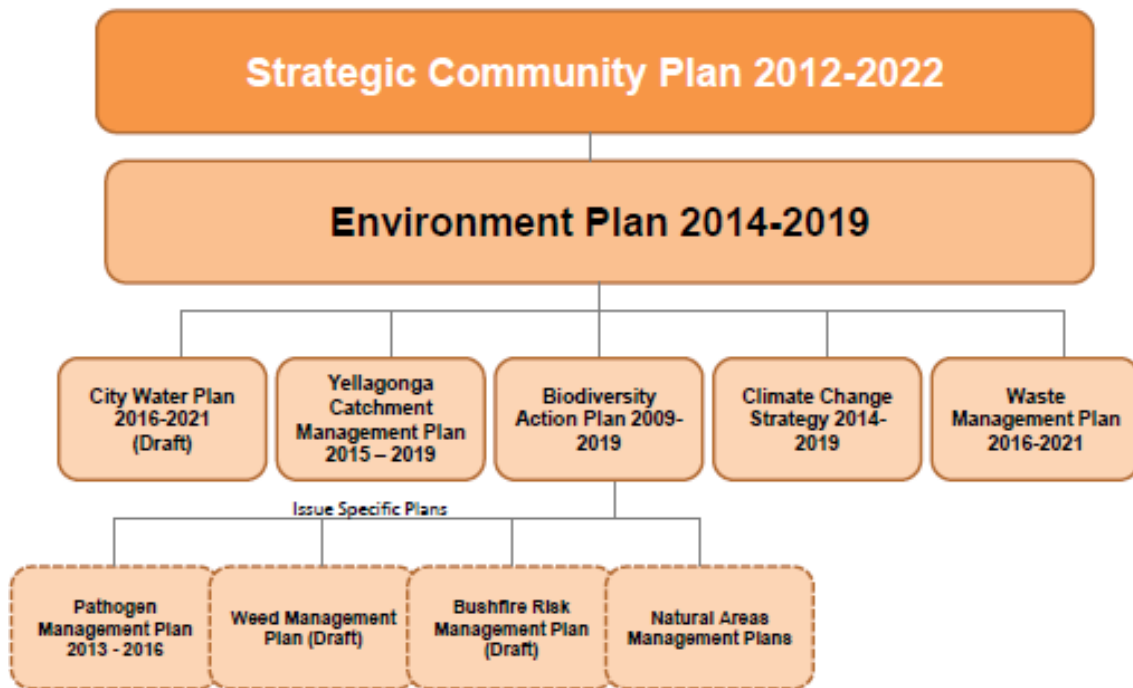 Strategic Community Plan 2012-2022
Environment Plan 2014-2019
City Water Plan
2016-2021
(Draft)
Yellagonga
Catchment
Management Plan
2015 – 2019
Biodiversity
Action Plan 2009-
2019
Climate Change
Strategy 2014-
2019
Waste
Management Plan
2016-2021
Issue Specific Plans
Pathogen
Management Plan
2013 - 2016
Weed Management
Plan (Draft)
Bushfire Risk
Management Plan
(Draft)
Natural Areas
Management Plans